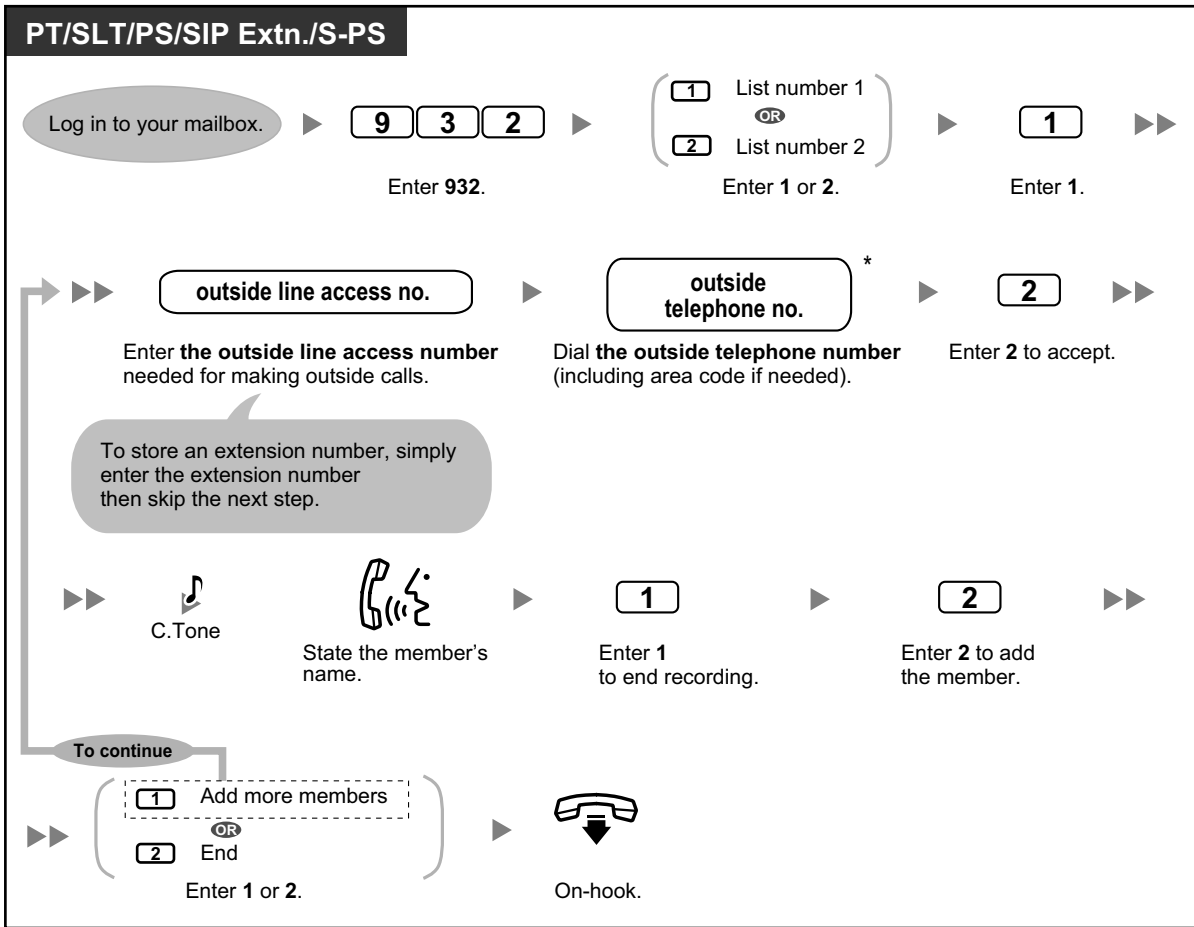 PT/SLT/PS/SIP Extn./S-PS
Log in to your mailbox.
9 3 2
Enter 932.
1 List number 1
OR
2 List number 2
Enter 1 or 2.
1
Enter 1.
outside line access no.
Enter the outside line access number
needed for making outside calls.
To store an extension number, simply
enter the extension number
then skip the next step.
outside
telephone no.
*
Dial the outside telephone number
(including area code if needed).
2
Enter 2 to accept.
C.Tone
State the member's
name.
1
Enter 1
to end recording.
2
Enter 2 to add
the member.
To continue
1 Add more members
OR
2 End
Enter 1 or 2.
On-hook.